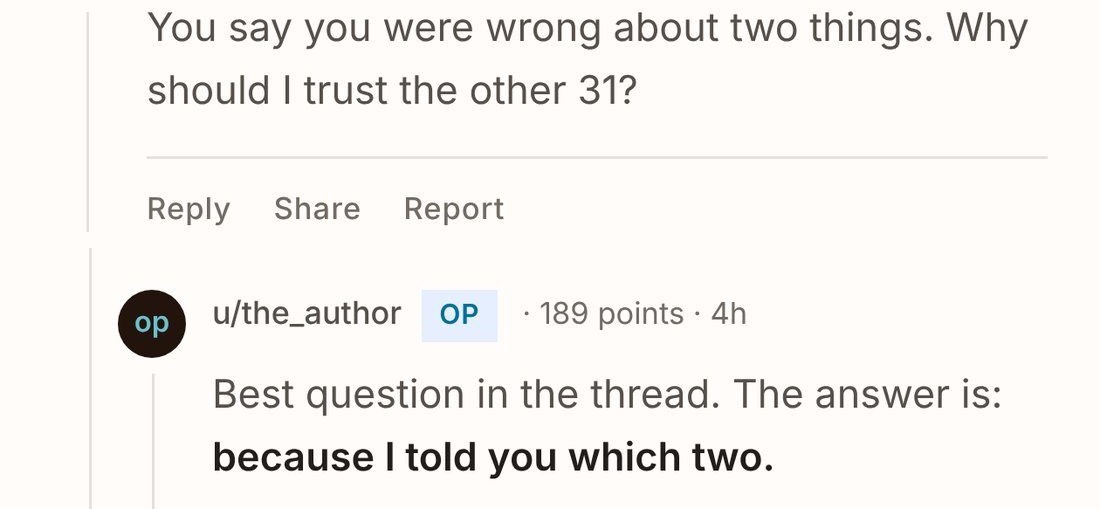 You say you were wrong about two things. Why
should I trust the other 31?
Reply Share Report
op u/the_author OP · 189 points · 4h
Best question in the thread. The answer is:
because I told you which two.